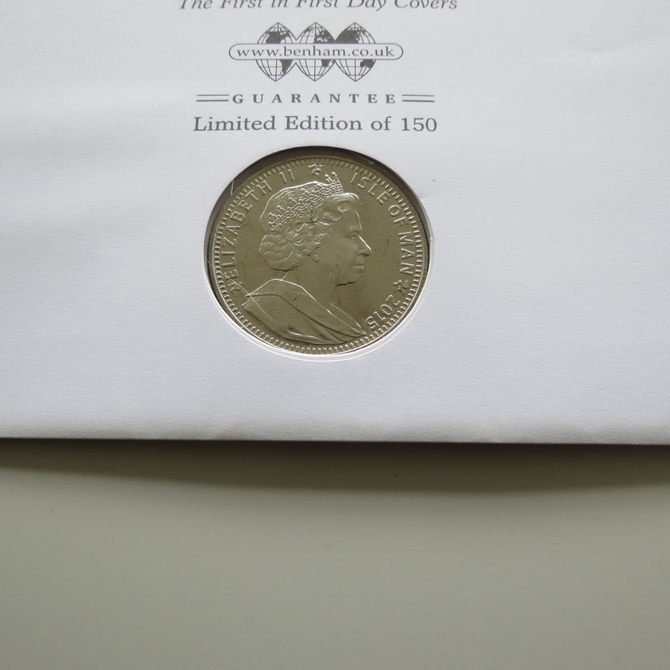 The First in First Day Covers
www.benham.co.uk
GUARANTEE
Limited Edition of 150
ELIZABETH II ISLE OF MAN 2015